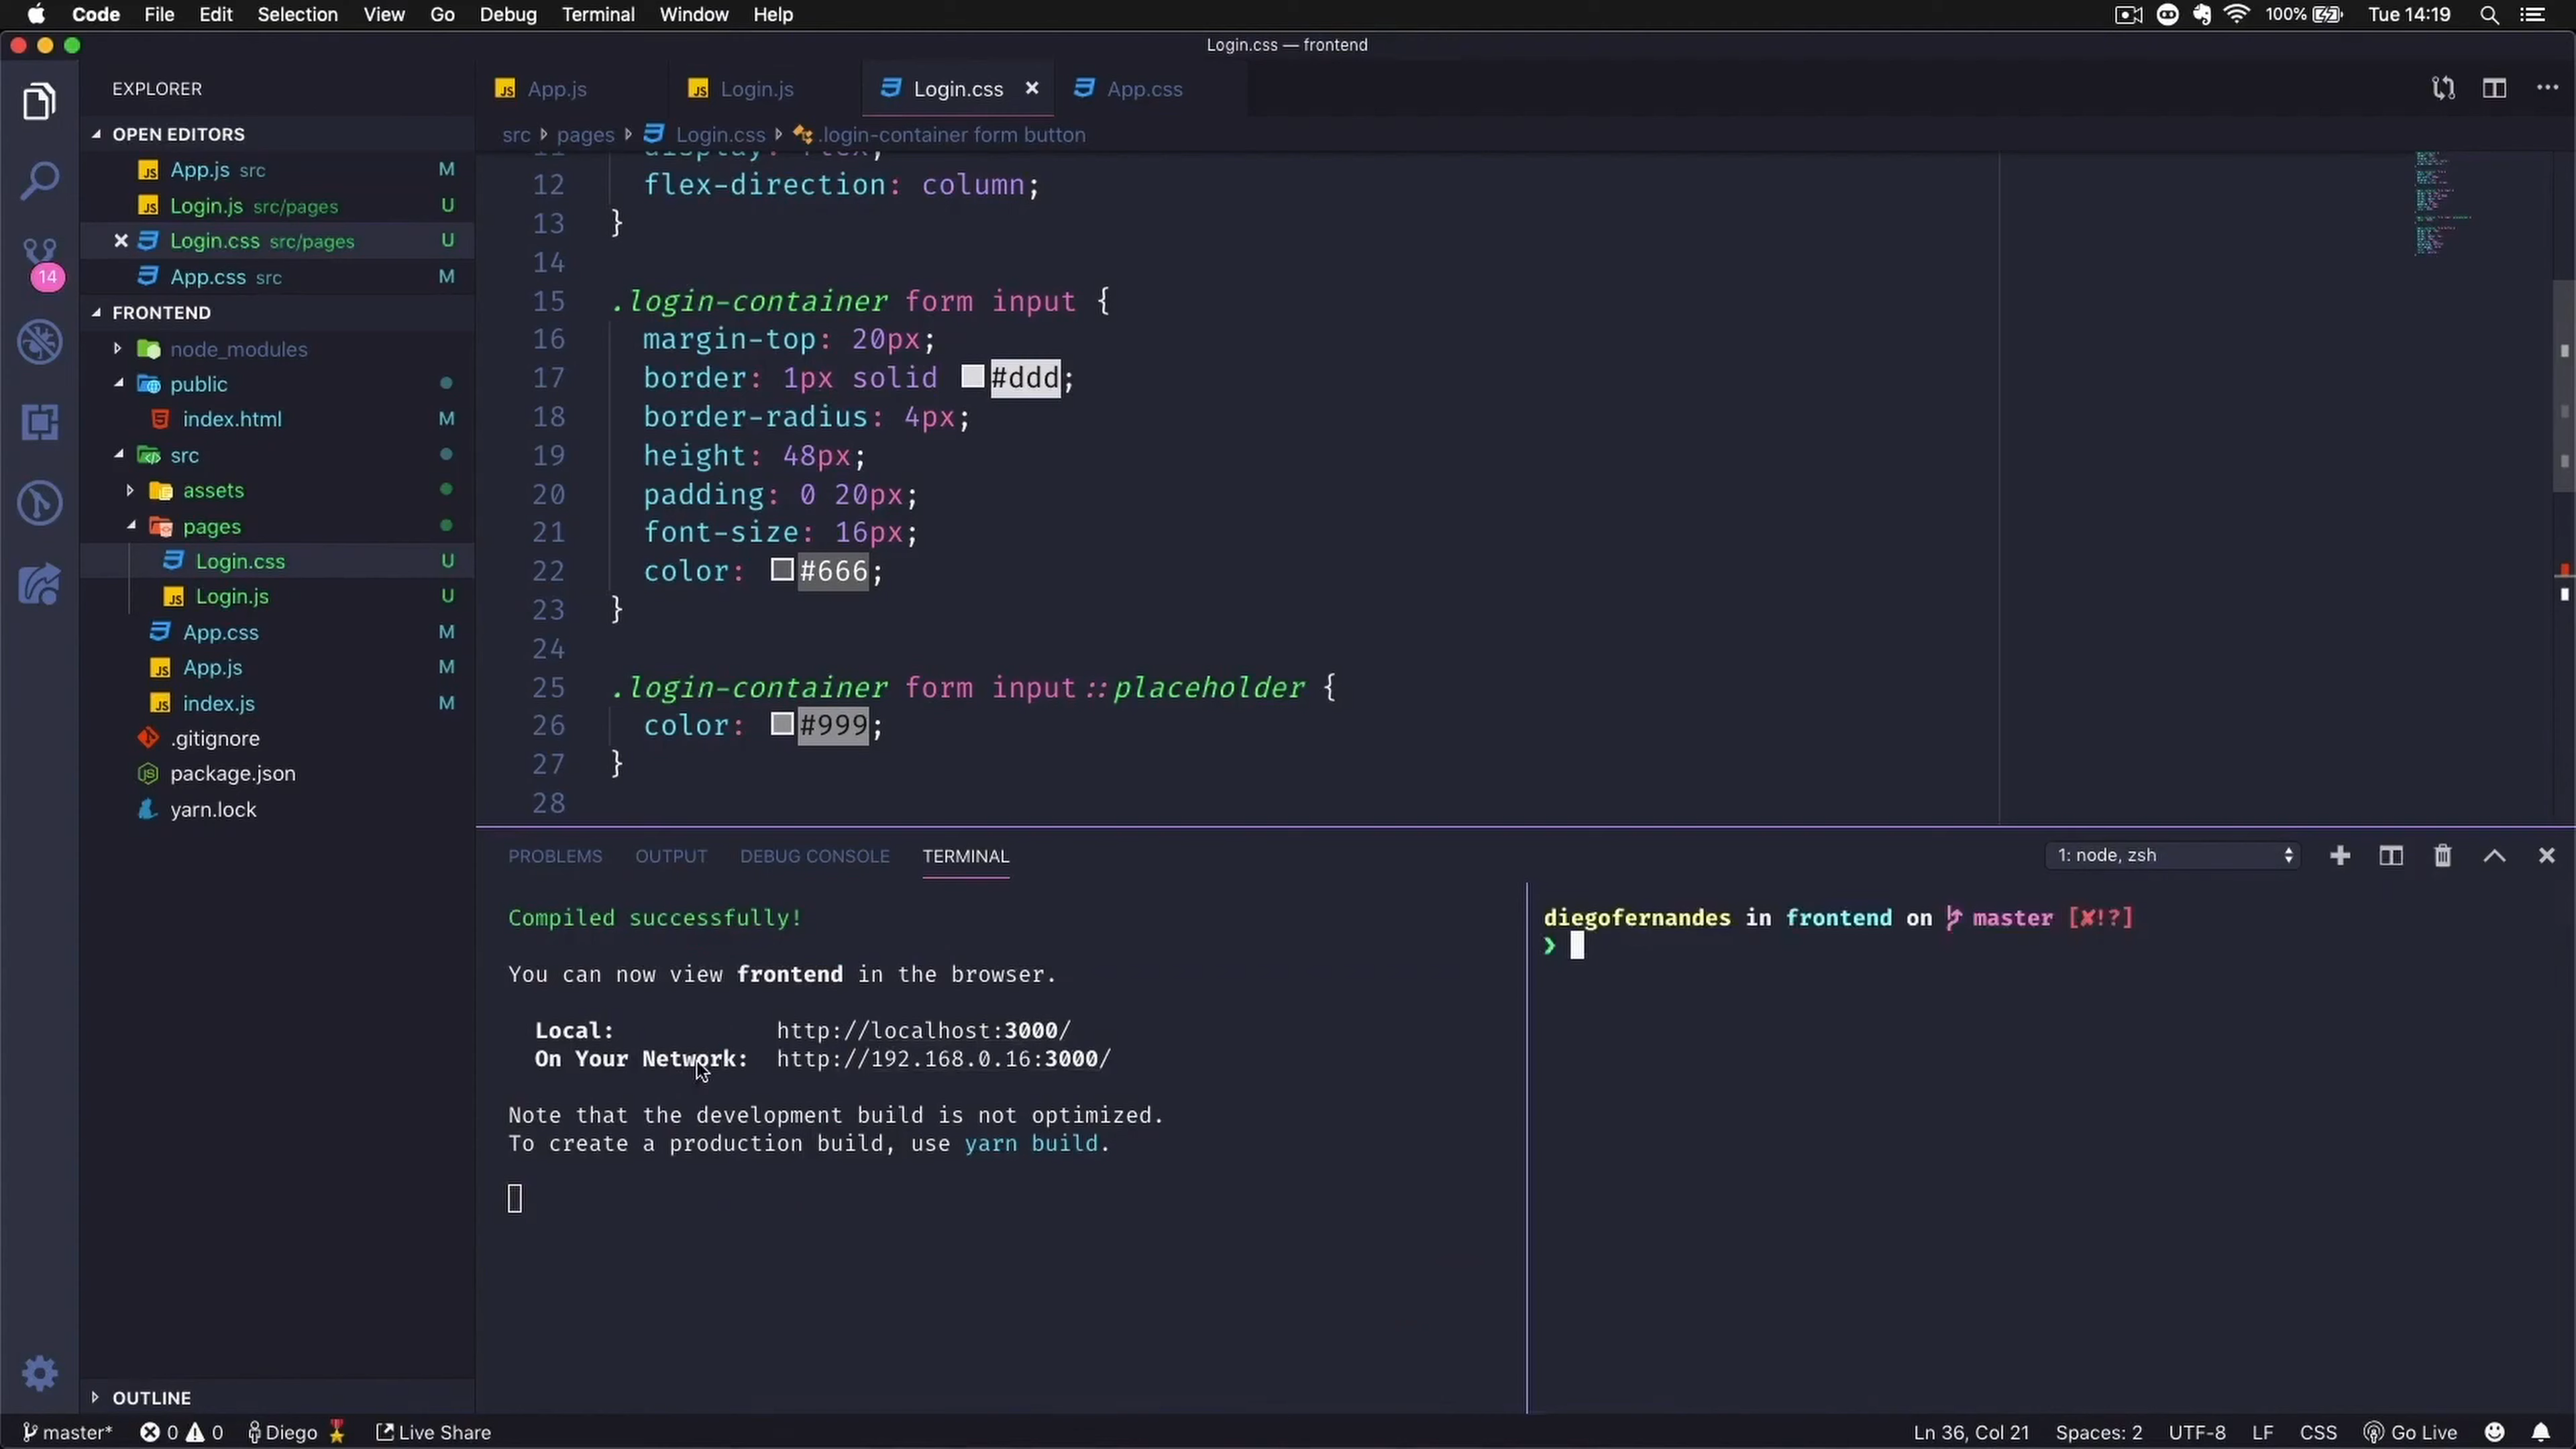 Code File Edit Selection View Go Debug Terminal Window Help 100% Tue 14:19
Login.css — frontend
EXPLORER
OPEN EDITORS
App.js src M
Login.js src/pages U
Login.css src/pages U
App.css src M
14
FRONTEND
node_modules
public
index.html M
src
assets
pages
Login.css U
Login.js U
App.css M
App.js M
index.js M
.gitignore
package.json
yarn.lock
OUTLINE
App.js Login.js Login.css App.css
src pages Login.css .login-container form button
11 display: flex;
12 flex-direction: column;
13 }
14
15 .login-container form input {
16 margin-top: 20px;
17 border: 1px solid #ddd;
18 border-radius: 4px;
19 height: 48px;
20 padding: 0 20px;
21 font-size: 16px;
22 color: #666;
23 }
24
25 .login-container form input::placeholder {
26 color: #999;
27 }
28
PROBLEMS OUTPUT DEBUG CONSOLE TERMINAL 1: node, zsh
Compiled successfully!
You can now view frontend in the browser.
Local: http://localhost:3000/
On Your Network: http://192.168.0.16:3000/
Note that the development build is not optimized.
To create a production build, use yarn build.
diegofernandes in frontend on master [✘!?]
❯
master* 0 0 Diego Live Share Ln 36, Col 21 Spaces: 2 UTF-8 LF CSS Go Live